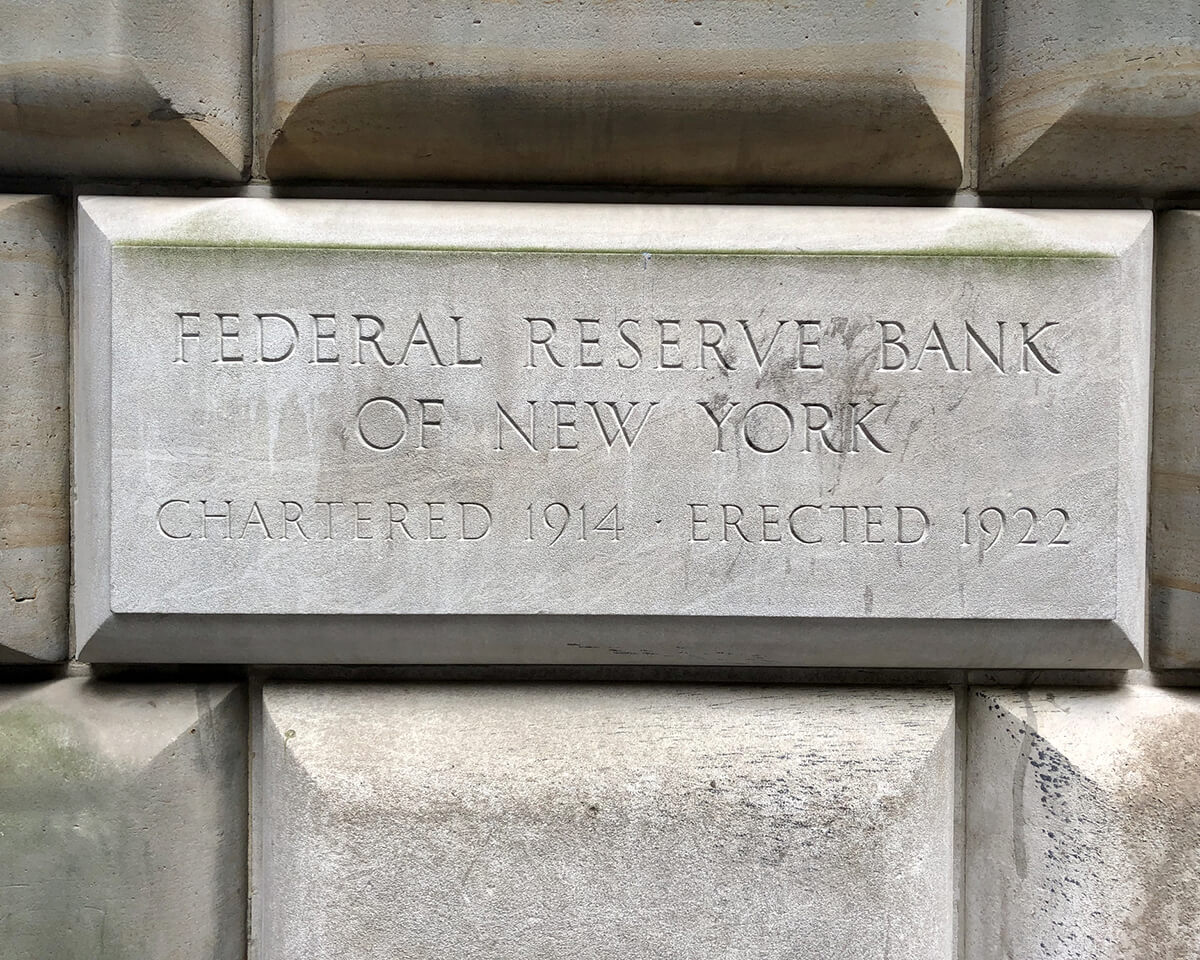 FEDERAL RESERVE BANK
OF NEW YORK
CHARTERED 1914 · ERECTED 1922